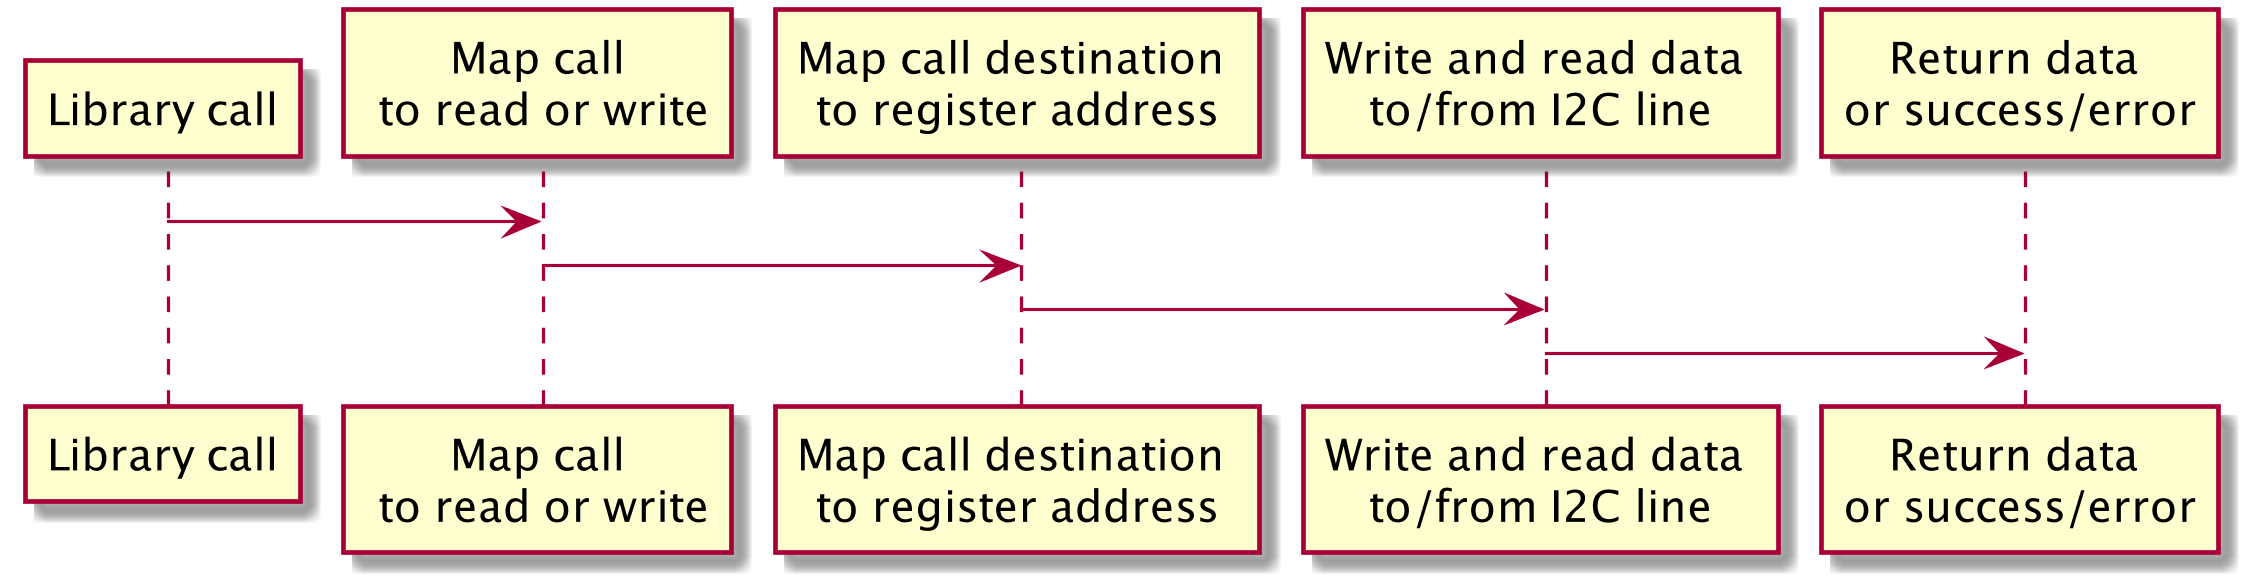 Library call
Map call
to read or write
Map call destination
to register address
Write and read data
to/from I2C line
Return data
or success/error
Library call
Map call
to read or write
Map call destination
to register address
Write and read data
to/from I2C line
Return data
or success/error